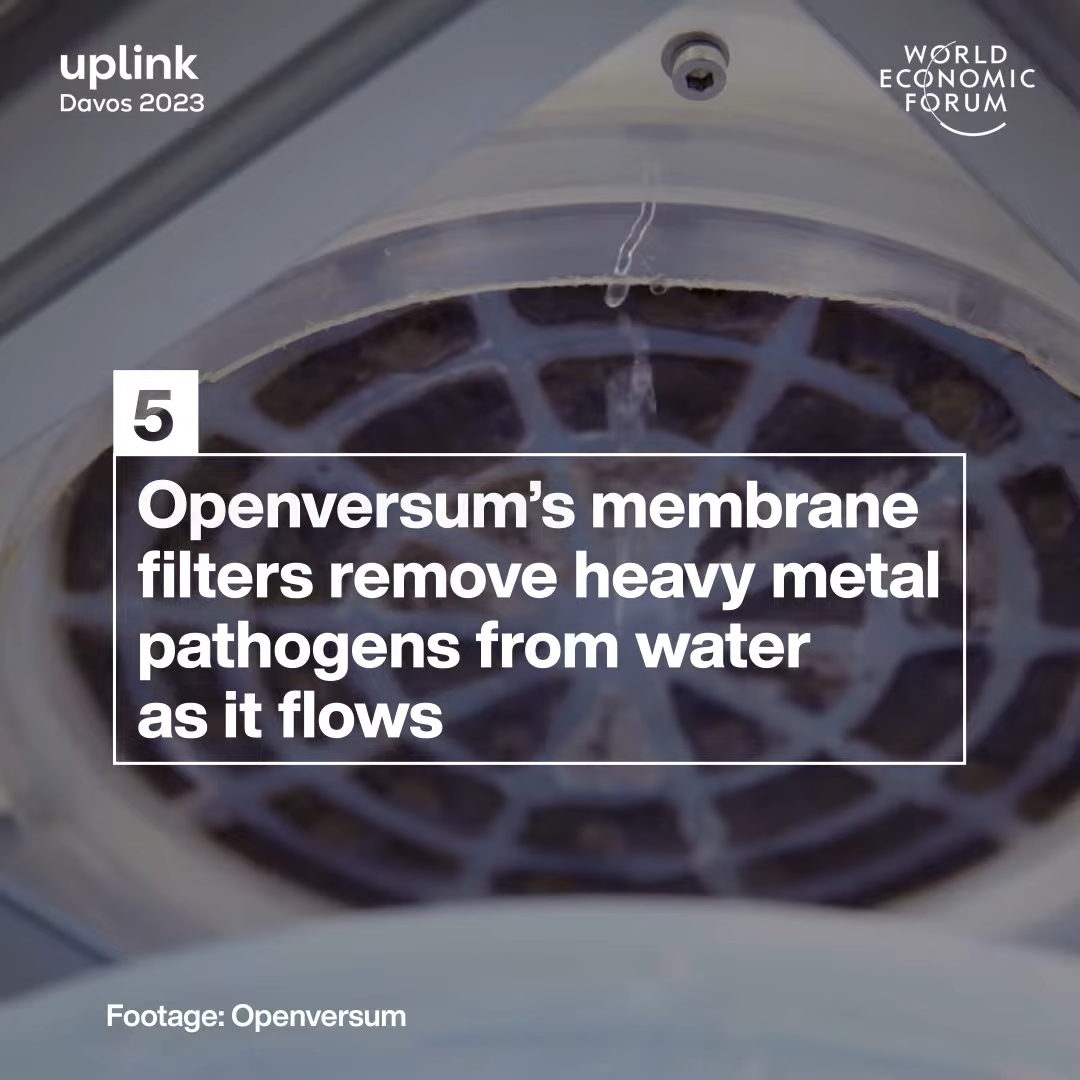 uplink
Davos 2023
WORLD
ECONOMIC
FORUM
5
Openversum’s membrane
filters remove heavy metal
pathogens from water
as it flows
Footage: Openversum